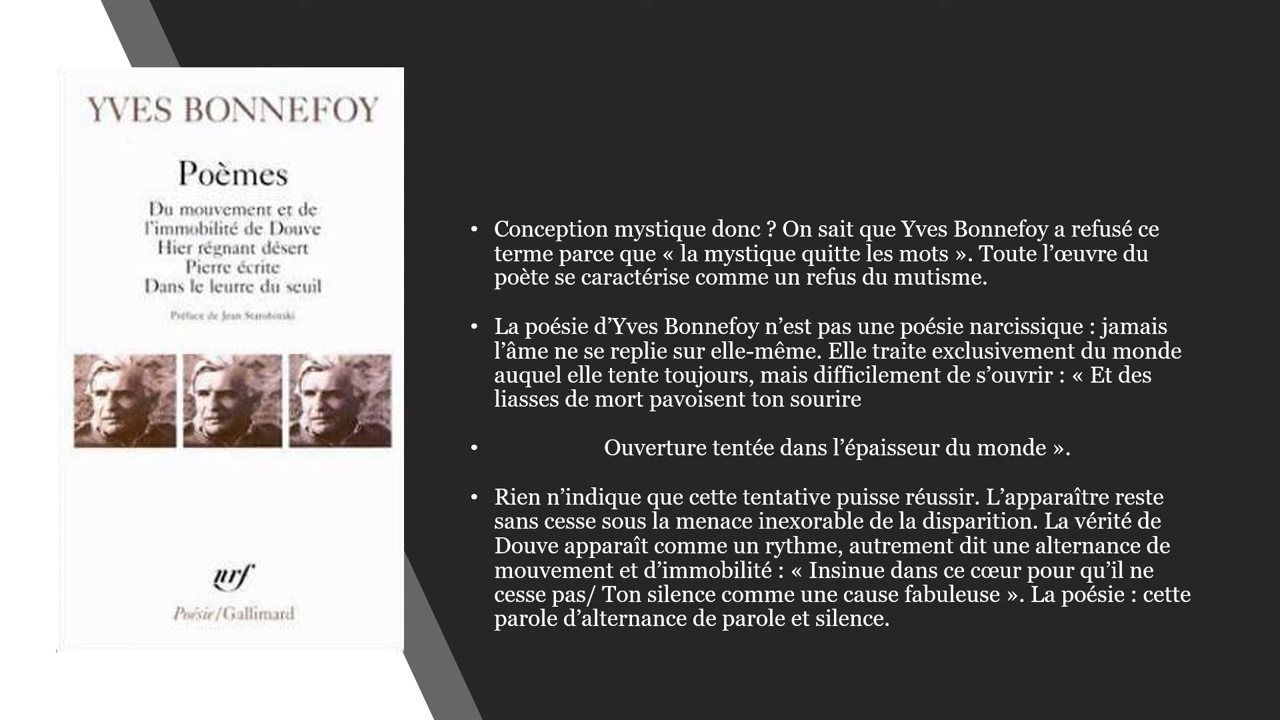 YVES BONNEFOY
Poèmes
Du mouvement et de
l'immobilité de Douve
Hier régnant désert
Pierre écrite
Dans le leurre du seuil
Préface de Jean Starobinski
nrf
Poésie/Gallimard
• Conception mystique donc ? On sait que Yves Bonnefoy a refusé ce
terme parce que « la mystique quitte les mots ». Toute l’œuvre du
poète se caractérise comme un refus du mutisme.
• La poésie d’Yves Bonnefoy n’est pas une poésie narcissique : jamais
l’âme ne se replie sur elle-même. Elle traite exclusivement du monde
auquel elle tente toujours, mais difficilement de s’ouvrir : « Et des
liasses de mort pavoisent ton sourire
• Ouverture tentée dans l’épaisseur du monde ».
• Rien n’indique que cette tentative puisse réussir. L’apparaître reste
sans cesse sous la menace inexorable de la disparition. La vérité de
Douve apparaît comme un rythme, autrement dit une alternance de
mouvement et d’immobilité : « Insinue dans ce cœur pour qu’il ne
cesse pas/ Ton silence comme une cause fabuleuse ». La poésie : cette
parole d’alternance de parole et silence.